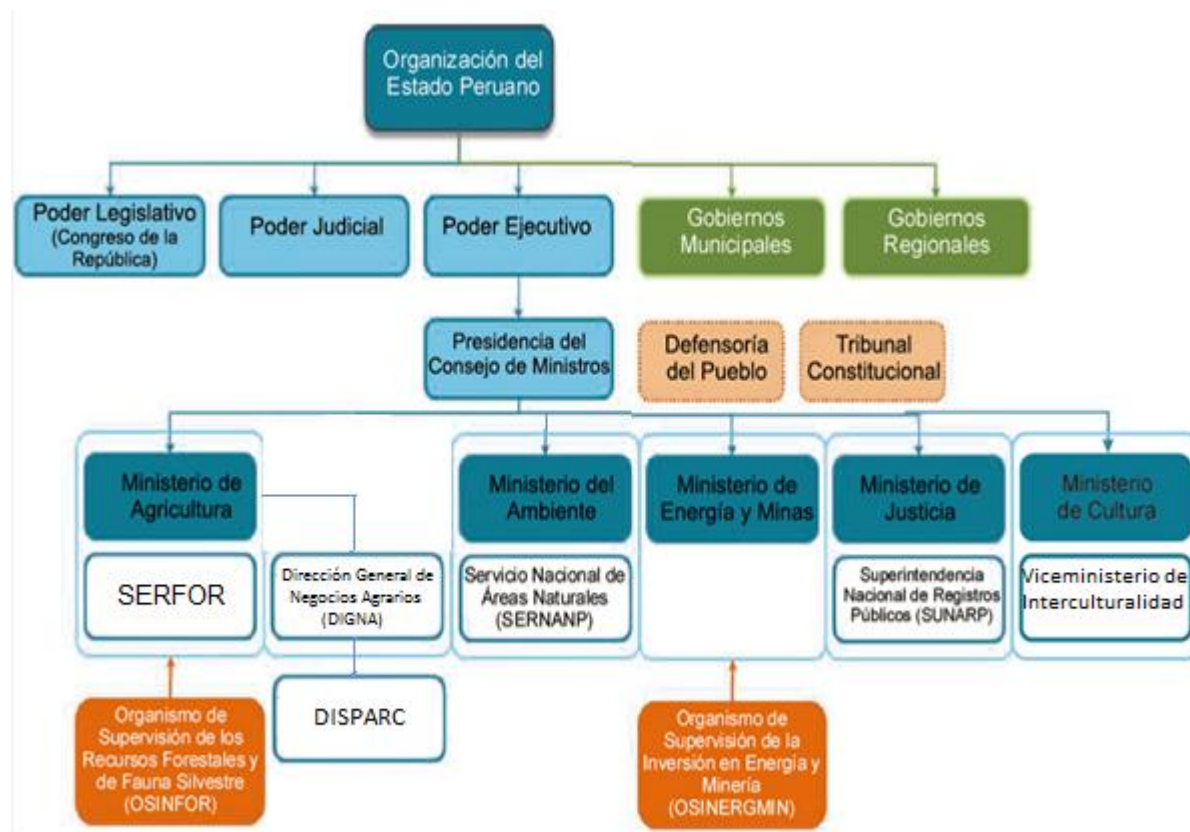 Organización del
Estado Peruano
Poder Legislativo
(Congreso de la
República)
Poder Judicial
Poder Ejecutivo
Gobiernos
Municipales
Gobiernos
Regionales
Presidencia del
Consejo de Ministros
Defensoría
del Pueblo
Tribunal
Constitucional
Ministerio de
Agricultura
Ministerio del
Ambiente
Ministerio de
Energía y Minas
Ministerio de
Justicia
Ministerio
de Cultura
SERFOR
Dirección General de
Negocios Agrarios
(DIGNA)
Servicio Nacional de
Áreas Naturales
(SERNANP)
Superintendencia
Nacional de Registros
Públicos (SUNARP)
Viceministerio de
Interculturalidad
Organismo de
Supervisión de los
Recursos Forestales y
de Fauna Silvestre
(OSINFOR)
DISPARC
Organismo de
Supervisión de la
Inversión en Energía y
Minería
(OSINERGMIN)